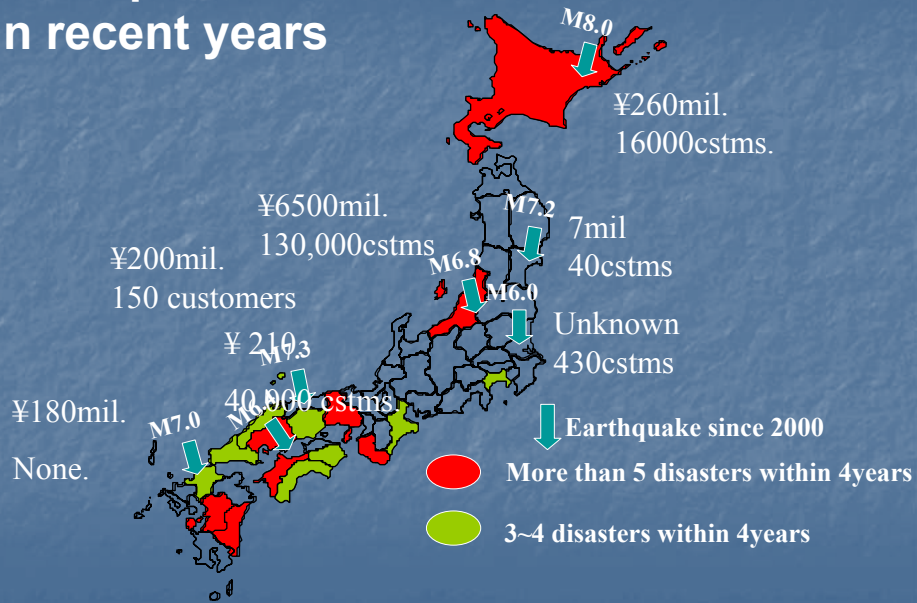 n recent years
M8.0
¥260mil.
16000cstms.
¥6500mil.
130,000cstms
M7.2
7mil
40cstms
¥200mil.
150 customers
M6.8
M6.0
Unknown
430cstms
¥ 210
M7.3
40,000 cstms.
¥180mil.
None.
M7.0
Earthquake since 2000
More than 5 disasters within 4years
3~4 disasters within 4years